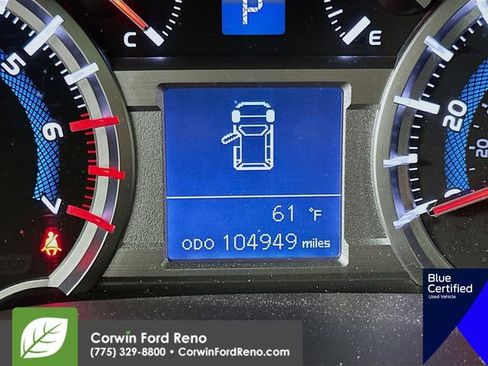 P
C
E
5
6
7
20
20
61 °F
ODO 104949 miles
Blue
Certified
Used Vehicle
Corwin Ford Reno
(775) 329-8800 • CorwinFordReno.com